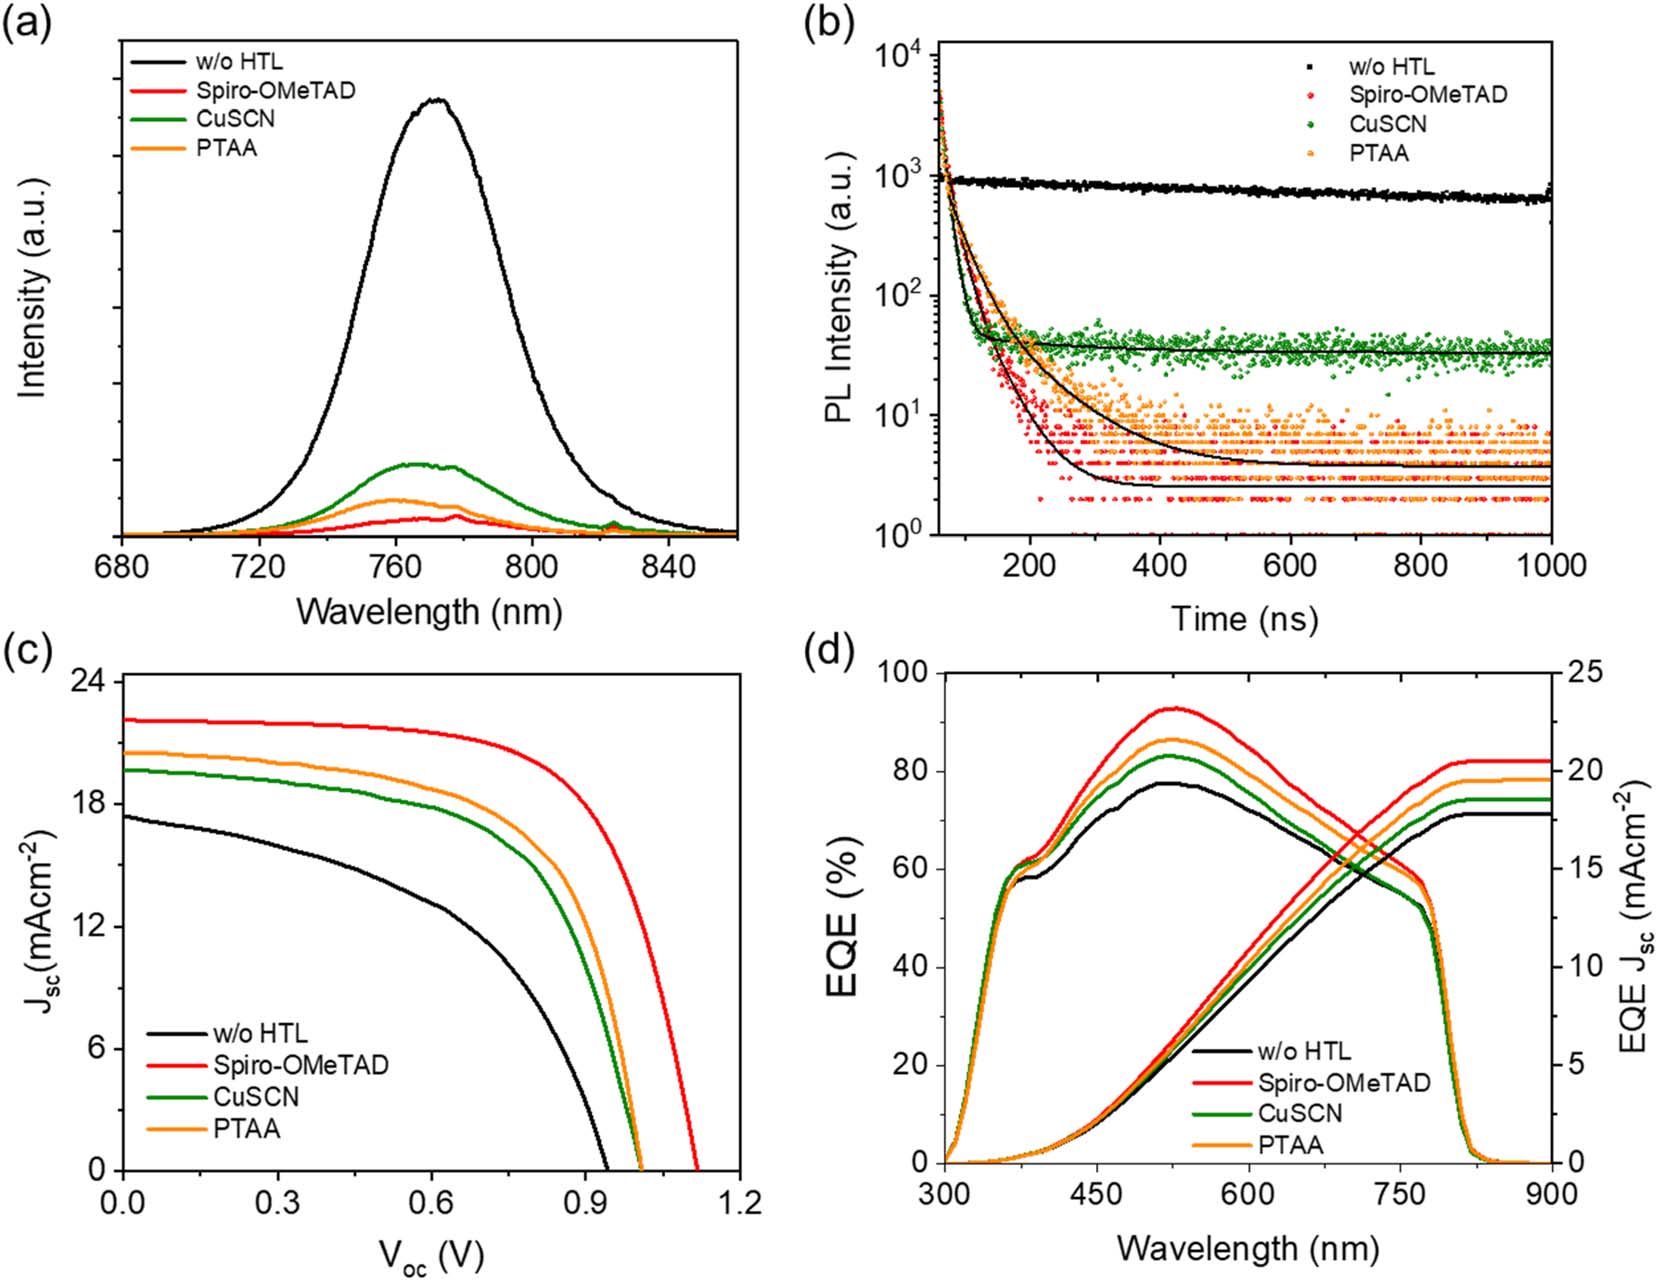 (a)
w/o HTL
Spiro-OMeTAD
CuSCN
PTAA
Intensity (a.u.)
680 720 760 800 840
Wavelength (nm)
(b)
10⁴
10³
10²
10¹
10⁰
w/o HTL
Spiro-OMeTAD
CuSCN
PTAA
PL Intensity (a.u.)
200 400 600 800 1000
Time (ns)
(c)
24
18
12
6
0
J_sc(mAcm⁻²)
w/o HTL
Spiro-OMeTAD
CuSCN
PTAA
0.0 0.3 0.6 0.9 1.2
V_oc (V)
(d)
100
80
60
40
20
0
EQE (%)
25
20
15
10
5
0
EQE J_sc (mAcm⁻²)
w/o HTL
Spiro-OMeTAD
CuSCN
PTAA
300 450 600 750 900
Wavelength (nm)